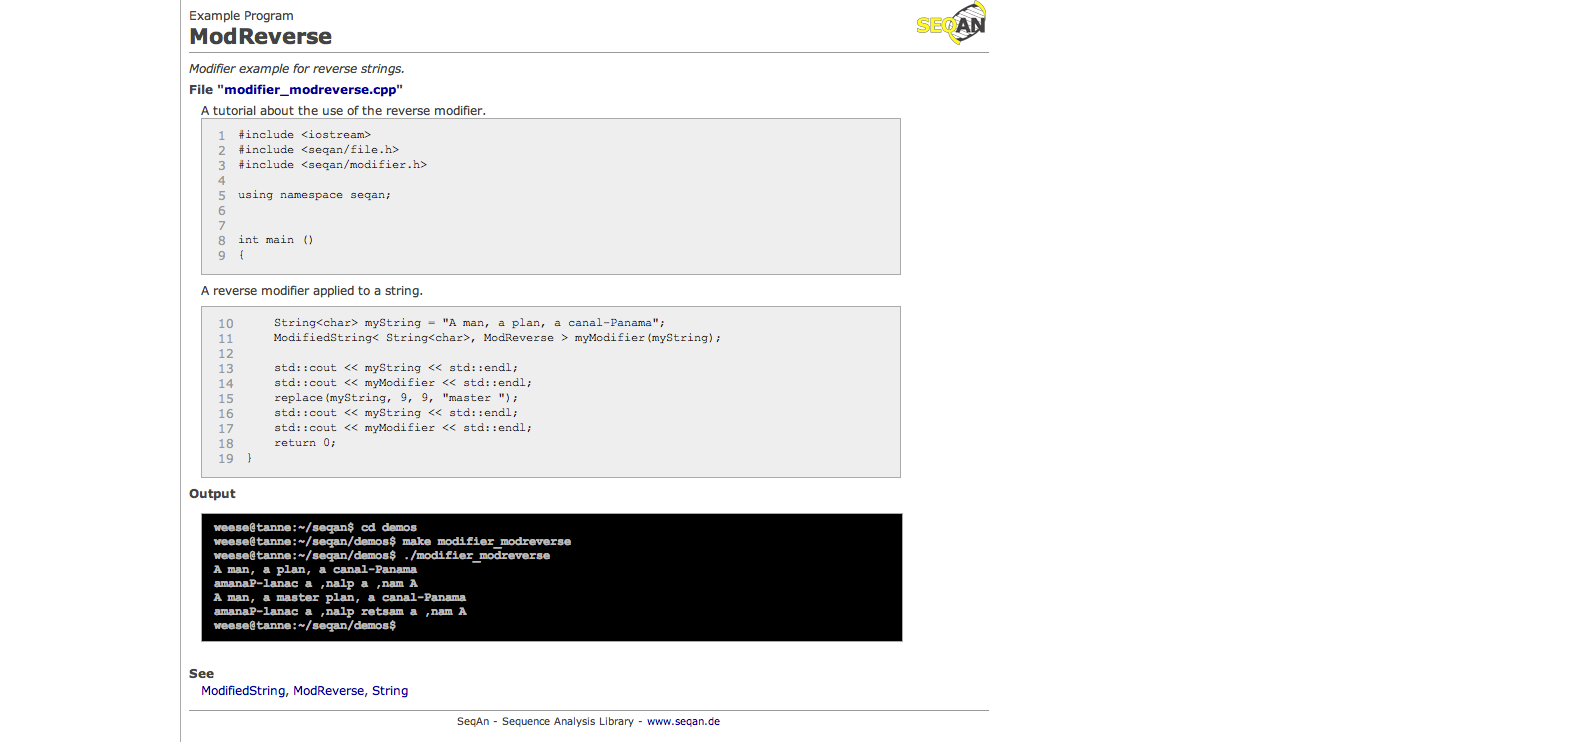 Example Program
SEQAN
ModReverse
Modifier example for reverse strings.
File "modifier_modreverse.cpp"
A tutorial about the use of the reverse modifier.
1 #include <iostream>
2 #include <seqan/file.h>
3 #include <seqan/modifier.h>
4
5 using namespace seqan;
6
7
8 int main ()
9 {
A reverse modifier applied to a string.
10     String<char> myString = "A man, a plan, a canal-Panama";
11     ModifiedString< String<char>, ModReverse > myModifier(myString);
12
13     std::cout << myString << std::endl;
14     std::cout << myModifier << std::endl;
15     replace(myString, 9, 9, "master ");
16     std::cout << myString << std::endl;
17     std::cout << myModifier << std::endl;
18     return 0;
19 }
Output
weese@tanne:~/seqan$ cd demos
weese@tanne:~/seqan/demos$ make modifier_modreverse
weese@tanne:~/seqan/demos$ ./modifier_modreverse
A man, a plan, a canal-Panama
amanaP-lanac a ,nalp a ,nam A
A man, a master plan, a canal-Panama
amanaP-lanac a ,nalp retsam a ,nam A
weese@tanne:~/seqan/demos$
See
ModifiedString, ModReverse, String
SeqAn - Sequence Analysis Library - www.seqan.de